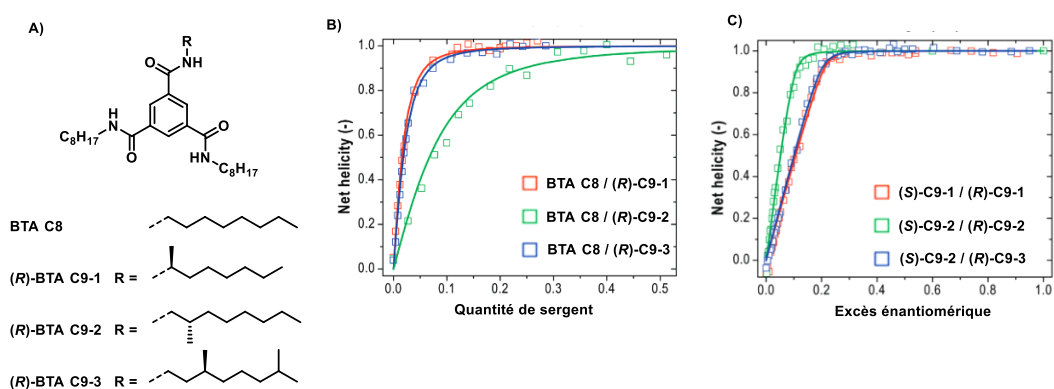 A)
R
O
NH
C8H17
HN
O
O
HN
C8H17
BTA C8
(R)-BTA C9-1 R =
(R)-BTA C9-2 R =
(R)-BTA C9-3 R =
B)
Net helicity (-)
1.0
0.8
0.6
0.4
0.2
0.0
BTA C8 / (R)-C9-1
BTA C8 / (R)-C9-2
BTA C8 / (R)-C9-3
0.0 0.1 0.2 0.3 0.4 0.5
Quantité de sergent
C)
Net helicity (-)
1.0
0.8
0.6
0.4
0.2
0.0
(S)-C9-1 / (R)-C9-1
(S)-C9-2 / (R)-C9-2
(S)-C9-2 / (R)-C9-3
0.0 0.2 0.4 0.6 0.8 1.0
Excès énantiomérique